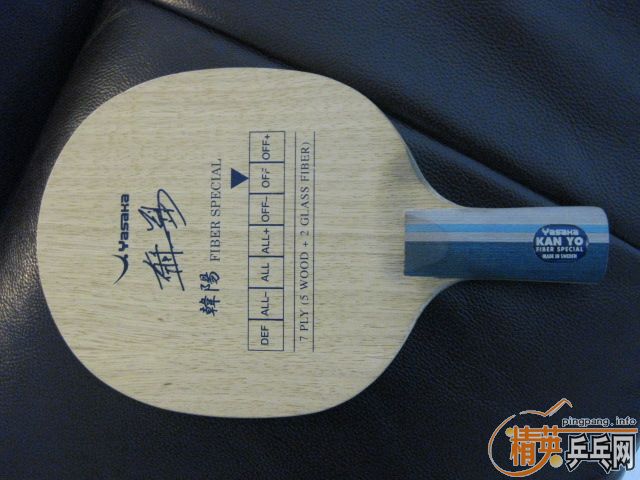 Yasaka
韓陽
FIBER SPECIAL
DEF ALL- ALL ALL+ OFF- OFF OFF+
7 PLY (5 WOOD + 2 GLASS FIBER)
Yasaka
KAN YO
FIBER SPECIAL
MADE IN SWEDEN
pingpang.info
精英乒乓网